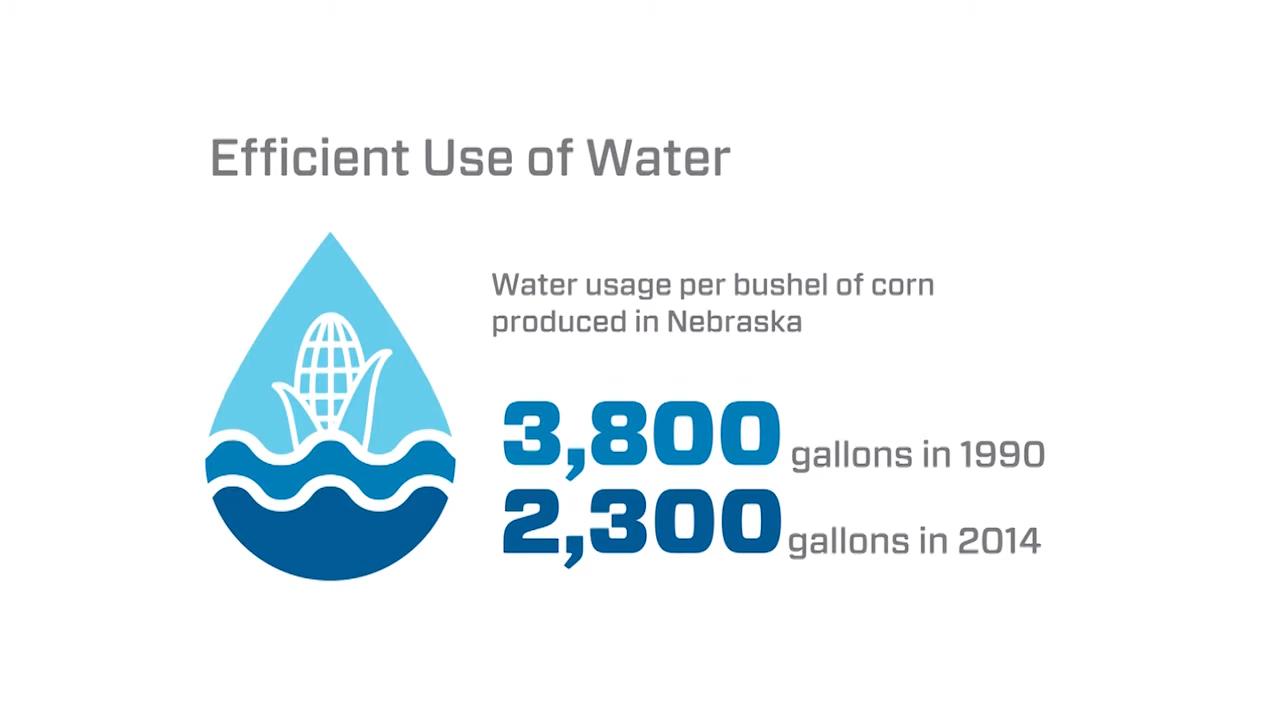 Efficient Use of Water
Water usage per bushel of corn
produced in Nebraska
3,800 gallons in 1990
2,300 gallons in 2014